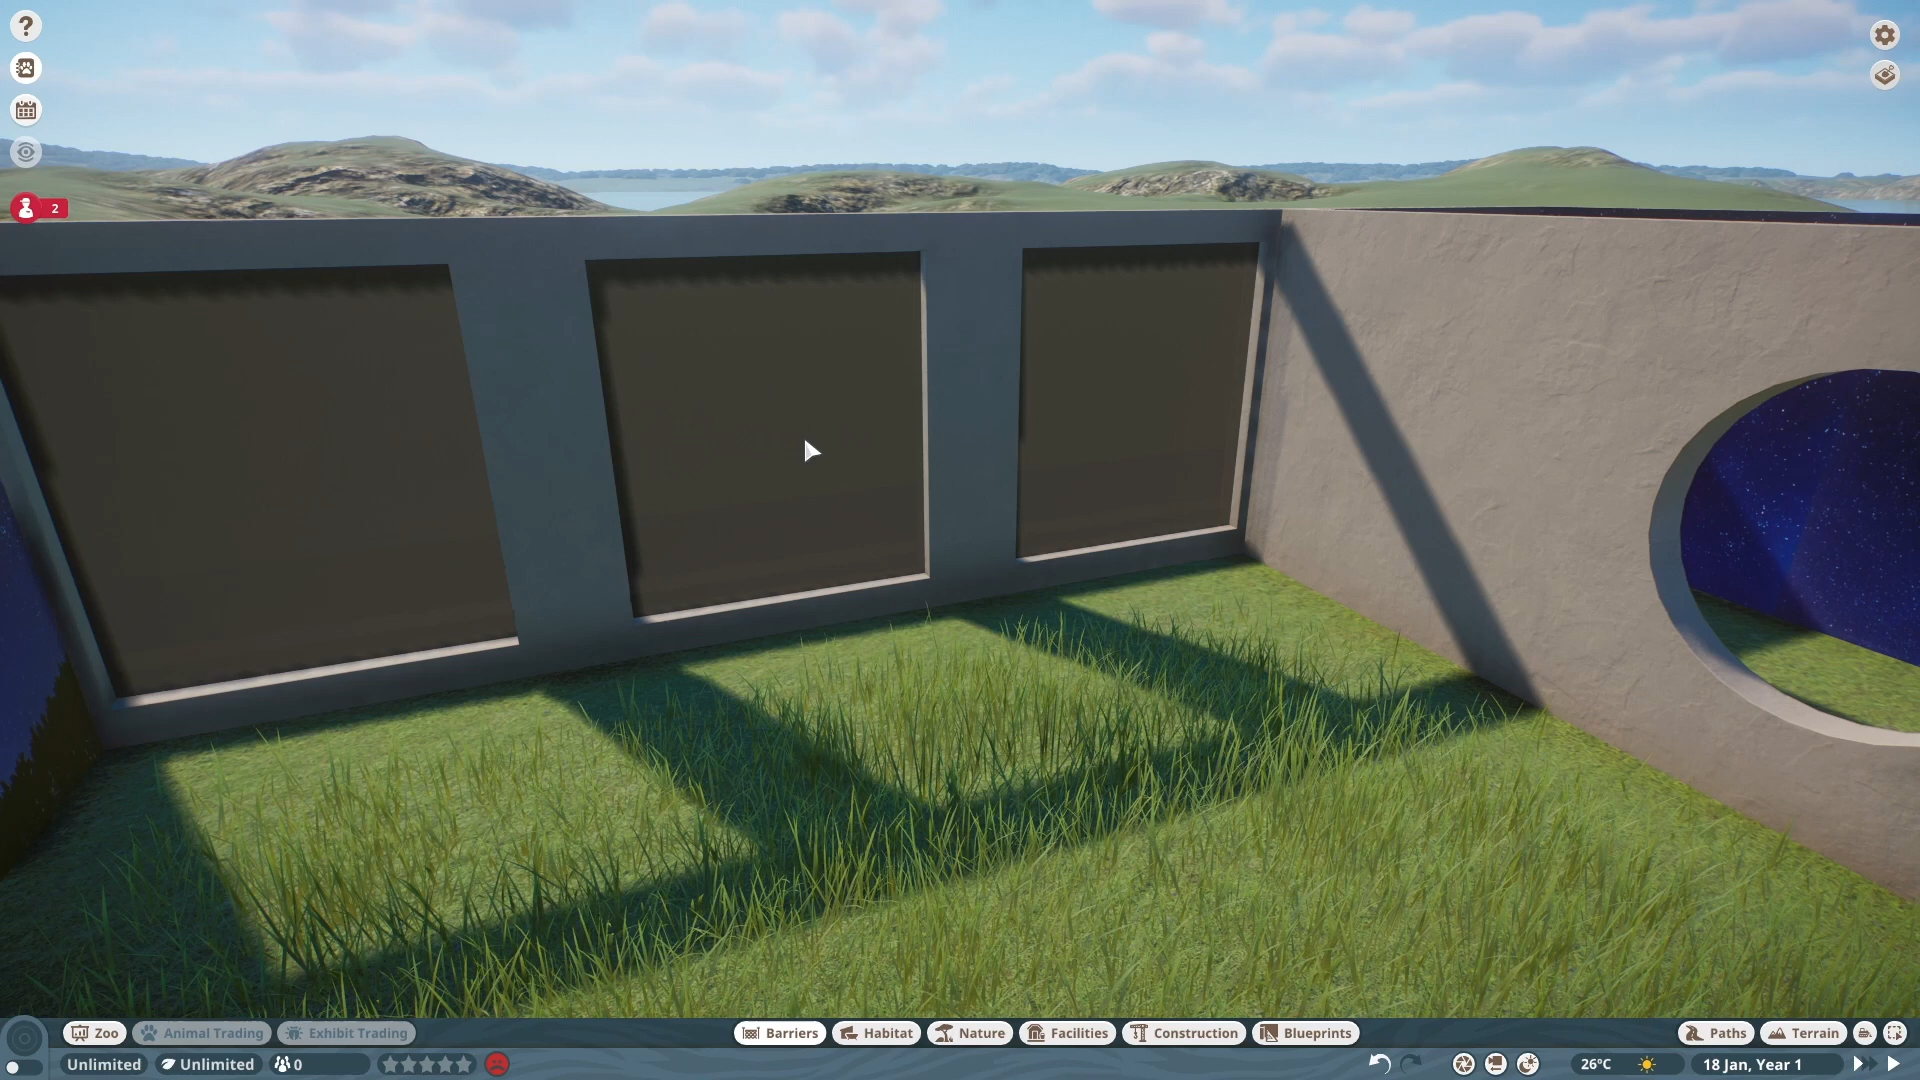 ?
2
Zoo
Animal Trading
Exhibit Trading
Barriers
Habitat
Nature
Facilities
Construction
Blueprints
Paths
Terrain
Unlimited
Unlimited
0
26°C
18 Jan, Year 1